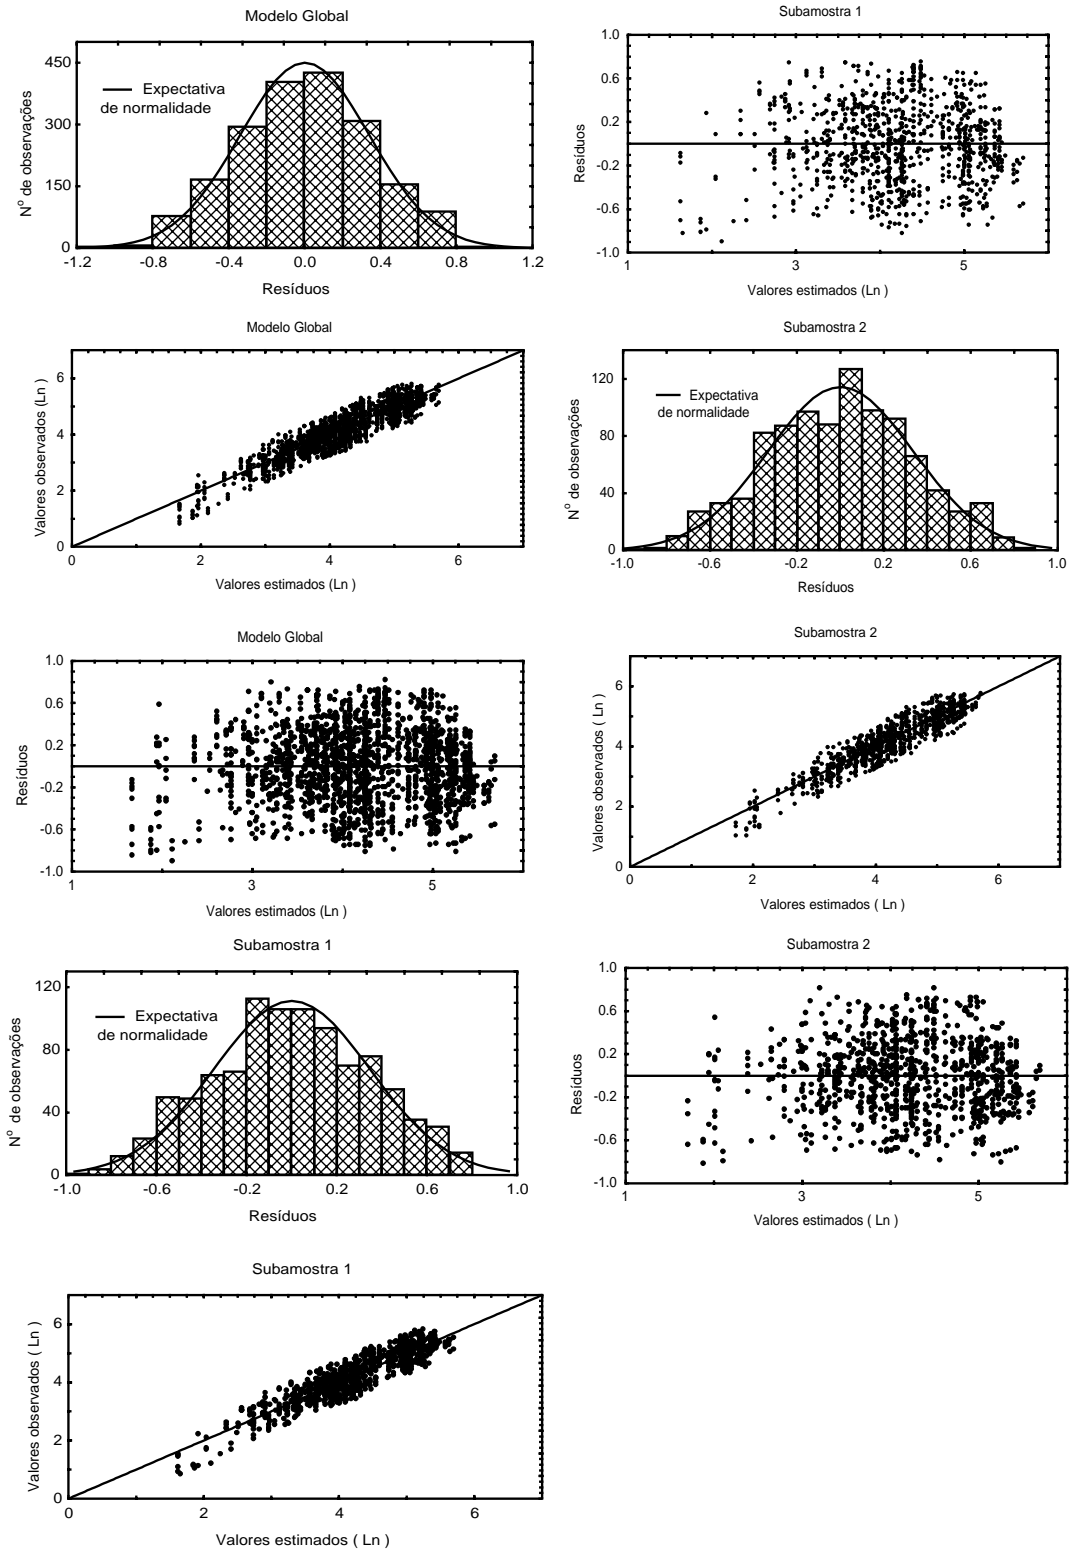 Modelo Global
450
300
150
0
Nº de observações
Expectativa
de normalidade
-1.2
-0.8
-0.4
0.0
0.4
0.8
1.2
Resíduos
Modelo Global
6
4
2
0
Valores observados (Ln )
0
2
4
6
Valores estimados (Ln )
Modelo Global
1.0
0.6
0.2
-0.2
-0.6
-1.0
Resíduos
1
3
5
Valores estimados (Ln )
Subamostra 1
120
80
40
0
Nº de observações
Expectativa
de normalidade
-1.0
-0.6
-0.2
0.2
0.6
1.0
Resíduos
Subamostra 1
6
4
2
0
Valores observados ( Ln )
0
2
4
6
Valores estimados ( Ln )
Subamostra 1
1.0
0.6
0.2
-0.2
-0.6
-1.0
Resíduos
1
3
5
Valores estimados (Ln )
Subamostra 2
120
80
40
0
Nº de observações
Expectativa
de normalidade
-1.0
-0.6
-0.2
0.2
0.6
1.0
Resíduos
Subamostra 2
6
4
2
0
Valores observados ( Ln )
0
2
4
6
Valores estimados ( Ln )
Subamostra 2
1.0
0.6
0.2
-0.2
-0.6
-1.0
Resíduos
1
3
5
Valores estimados ( Ln )